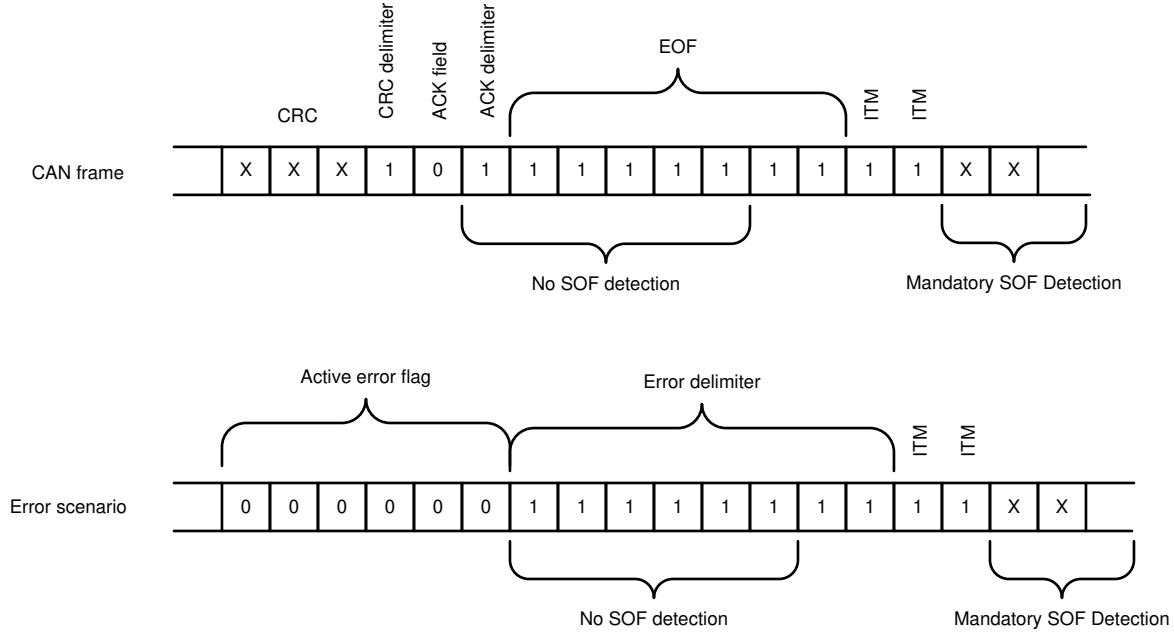 CRC
CRC delimiter
ACK field
ACK delimiter
EOF
ITM
ITM
CAN frame
X X X 1 0 1 1 1 1 1 1 1 1 1 1 X X
No SOF detection
Mandatory SOF Detection
Active error flag
Error delimiter
ITM
ITM
Error scenario
0 0 0 0 0 0 1 1 1 1 1 1 1 1 1 1 X X
No SOF detection
Mandatory SOF Detection